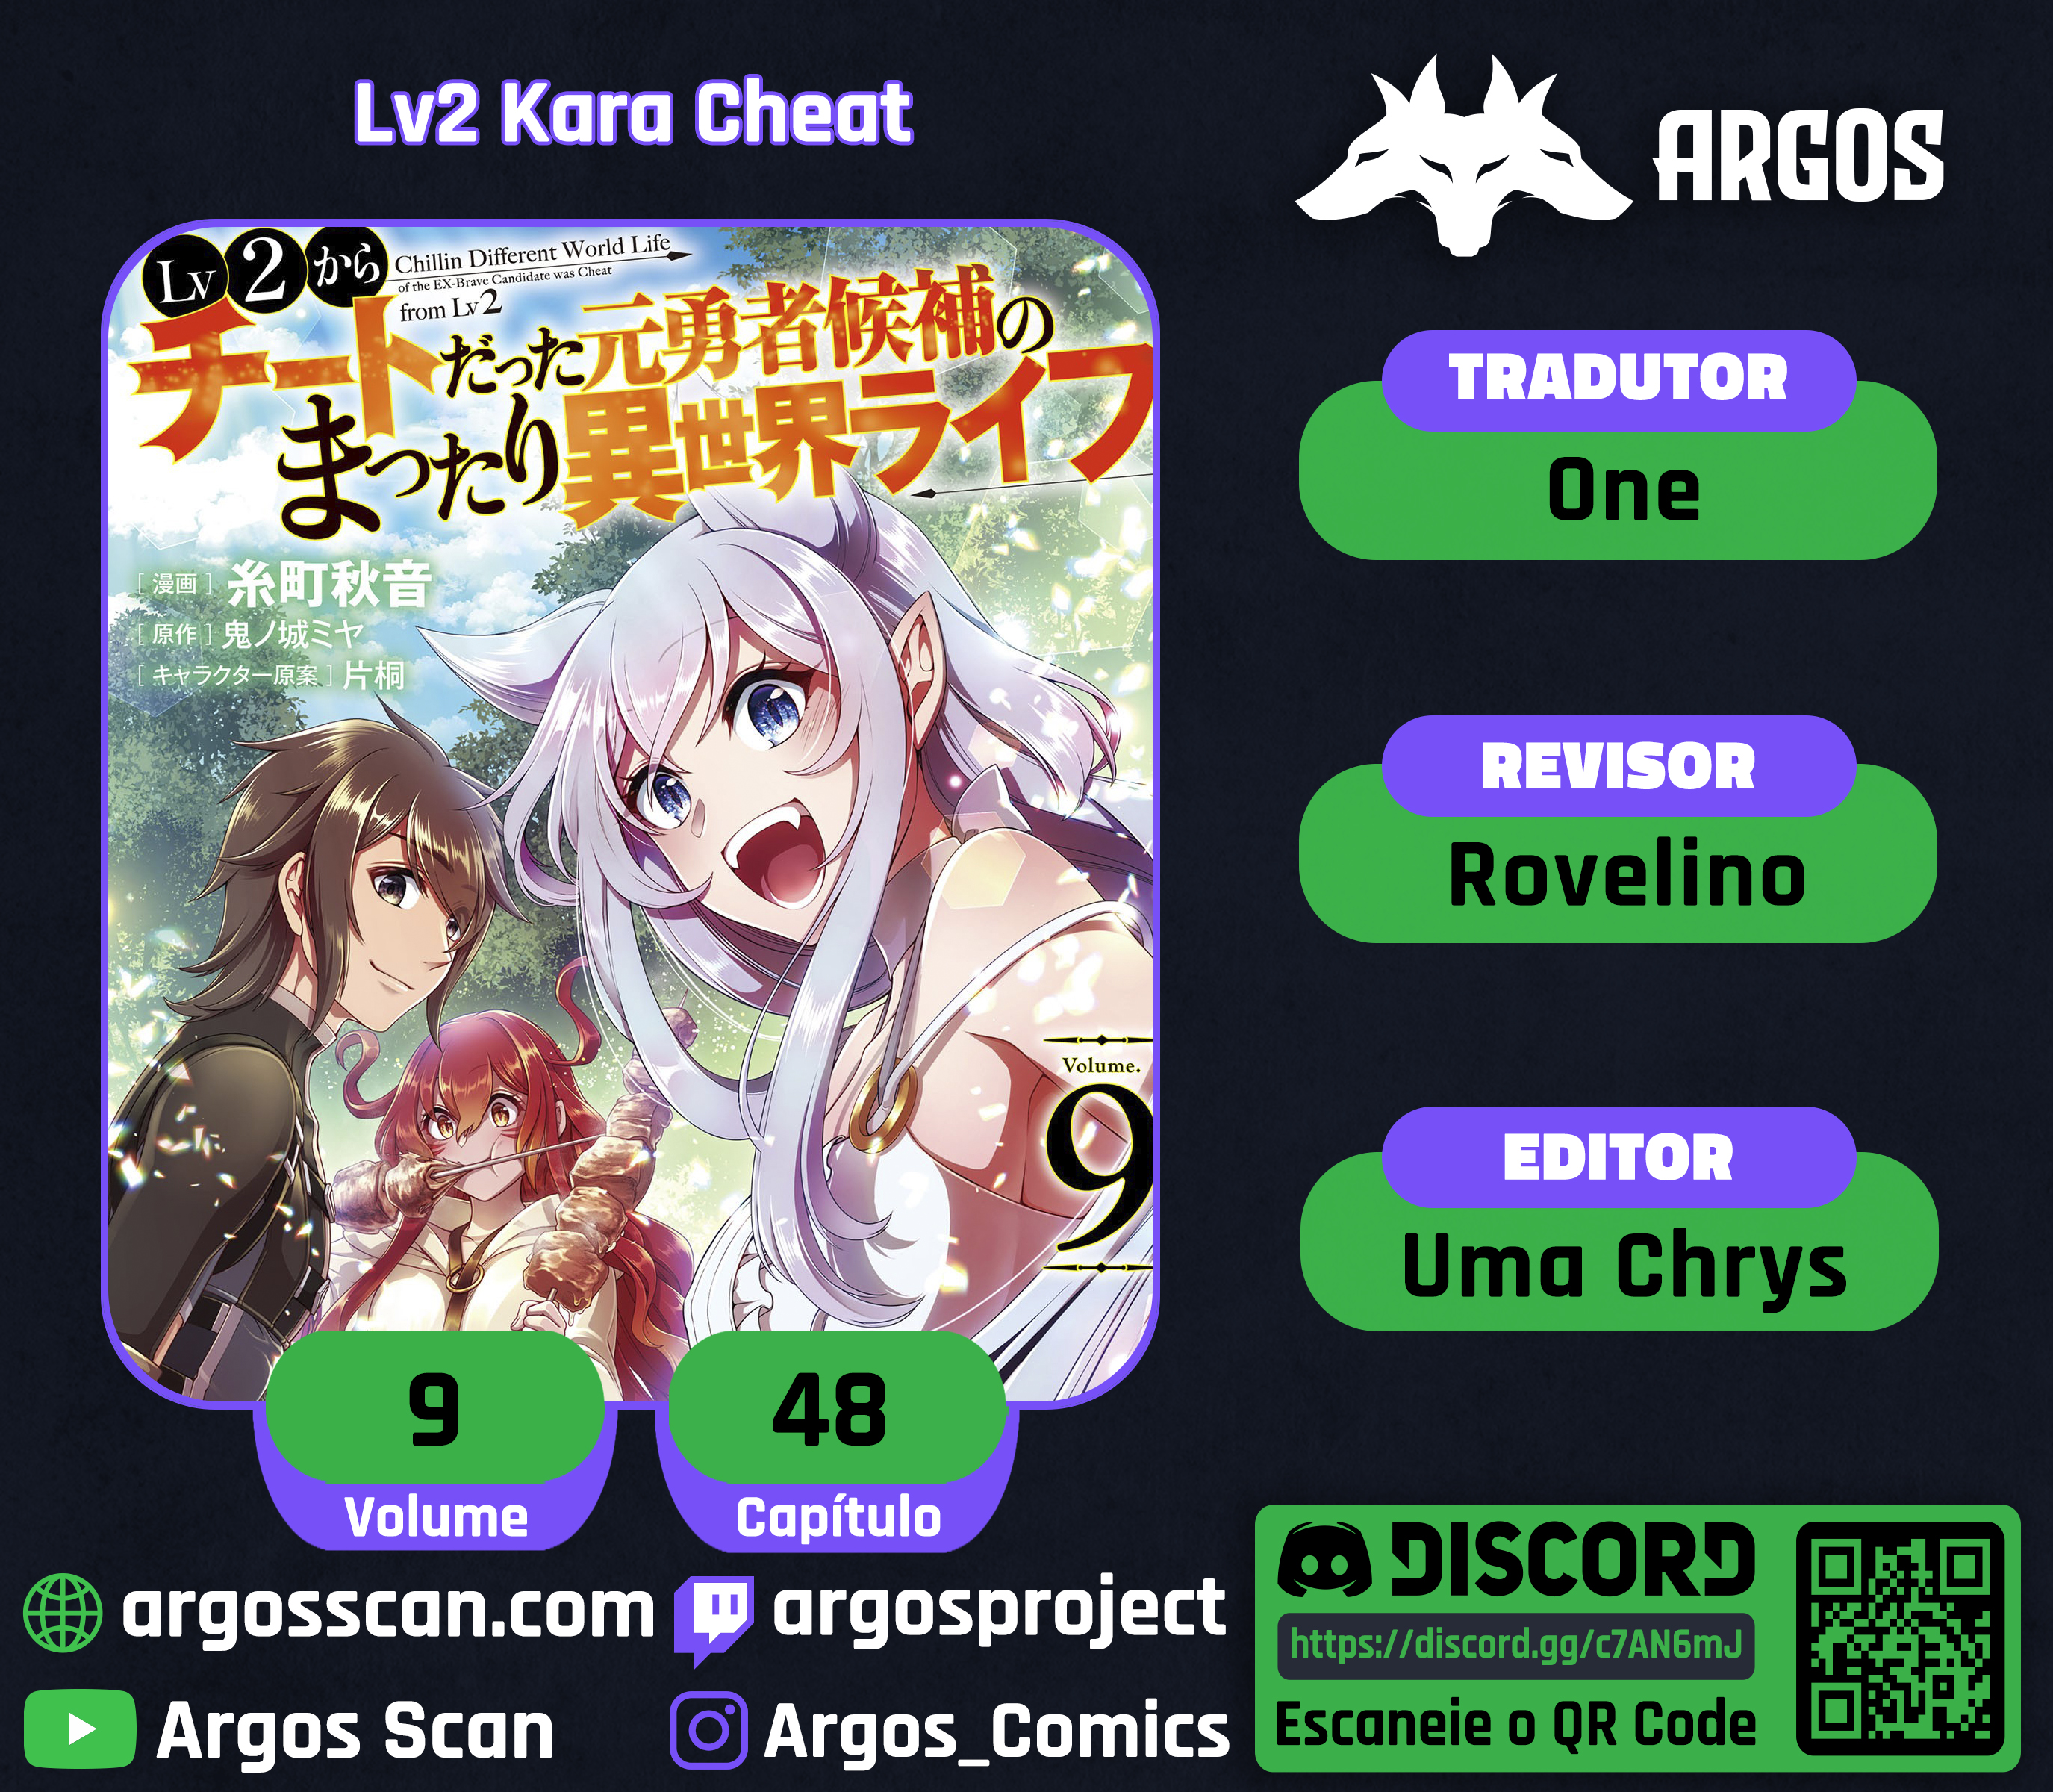 Lv2 Kara Cheat
ARGOS
Lv2から
Chillin Different World Life
of the EX-Brave Candidate was Cheat
from Lv2
チートだった元勇者候補の
まったり異世界ライフ
[漫画] 糸町秋音
[原作] 鬼ノ城ミヤ
[キャラクター原案] 片桐
Volume.
9
TRADUTOR
One
REVISOR
Rovelino
EDITOR
Uma Chrys
9
Volume
48
Capítulo
argosscan.com
argosproject
Argos Scan
Argos_Comics
DISCORD
https://discord.gg/c7AN6mJ
Escaneie o QR Code